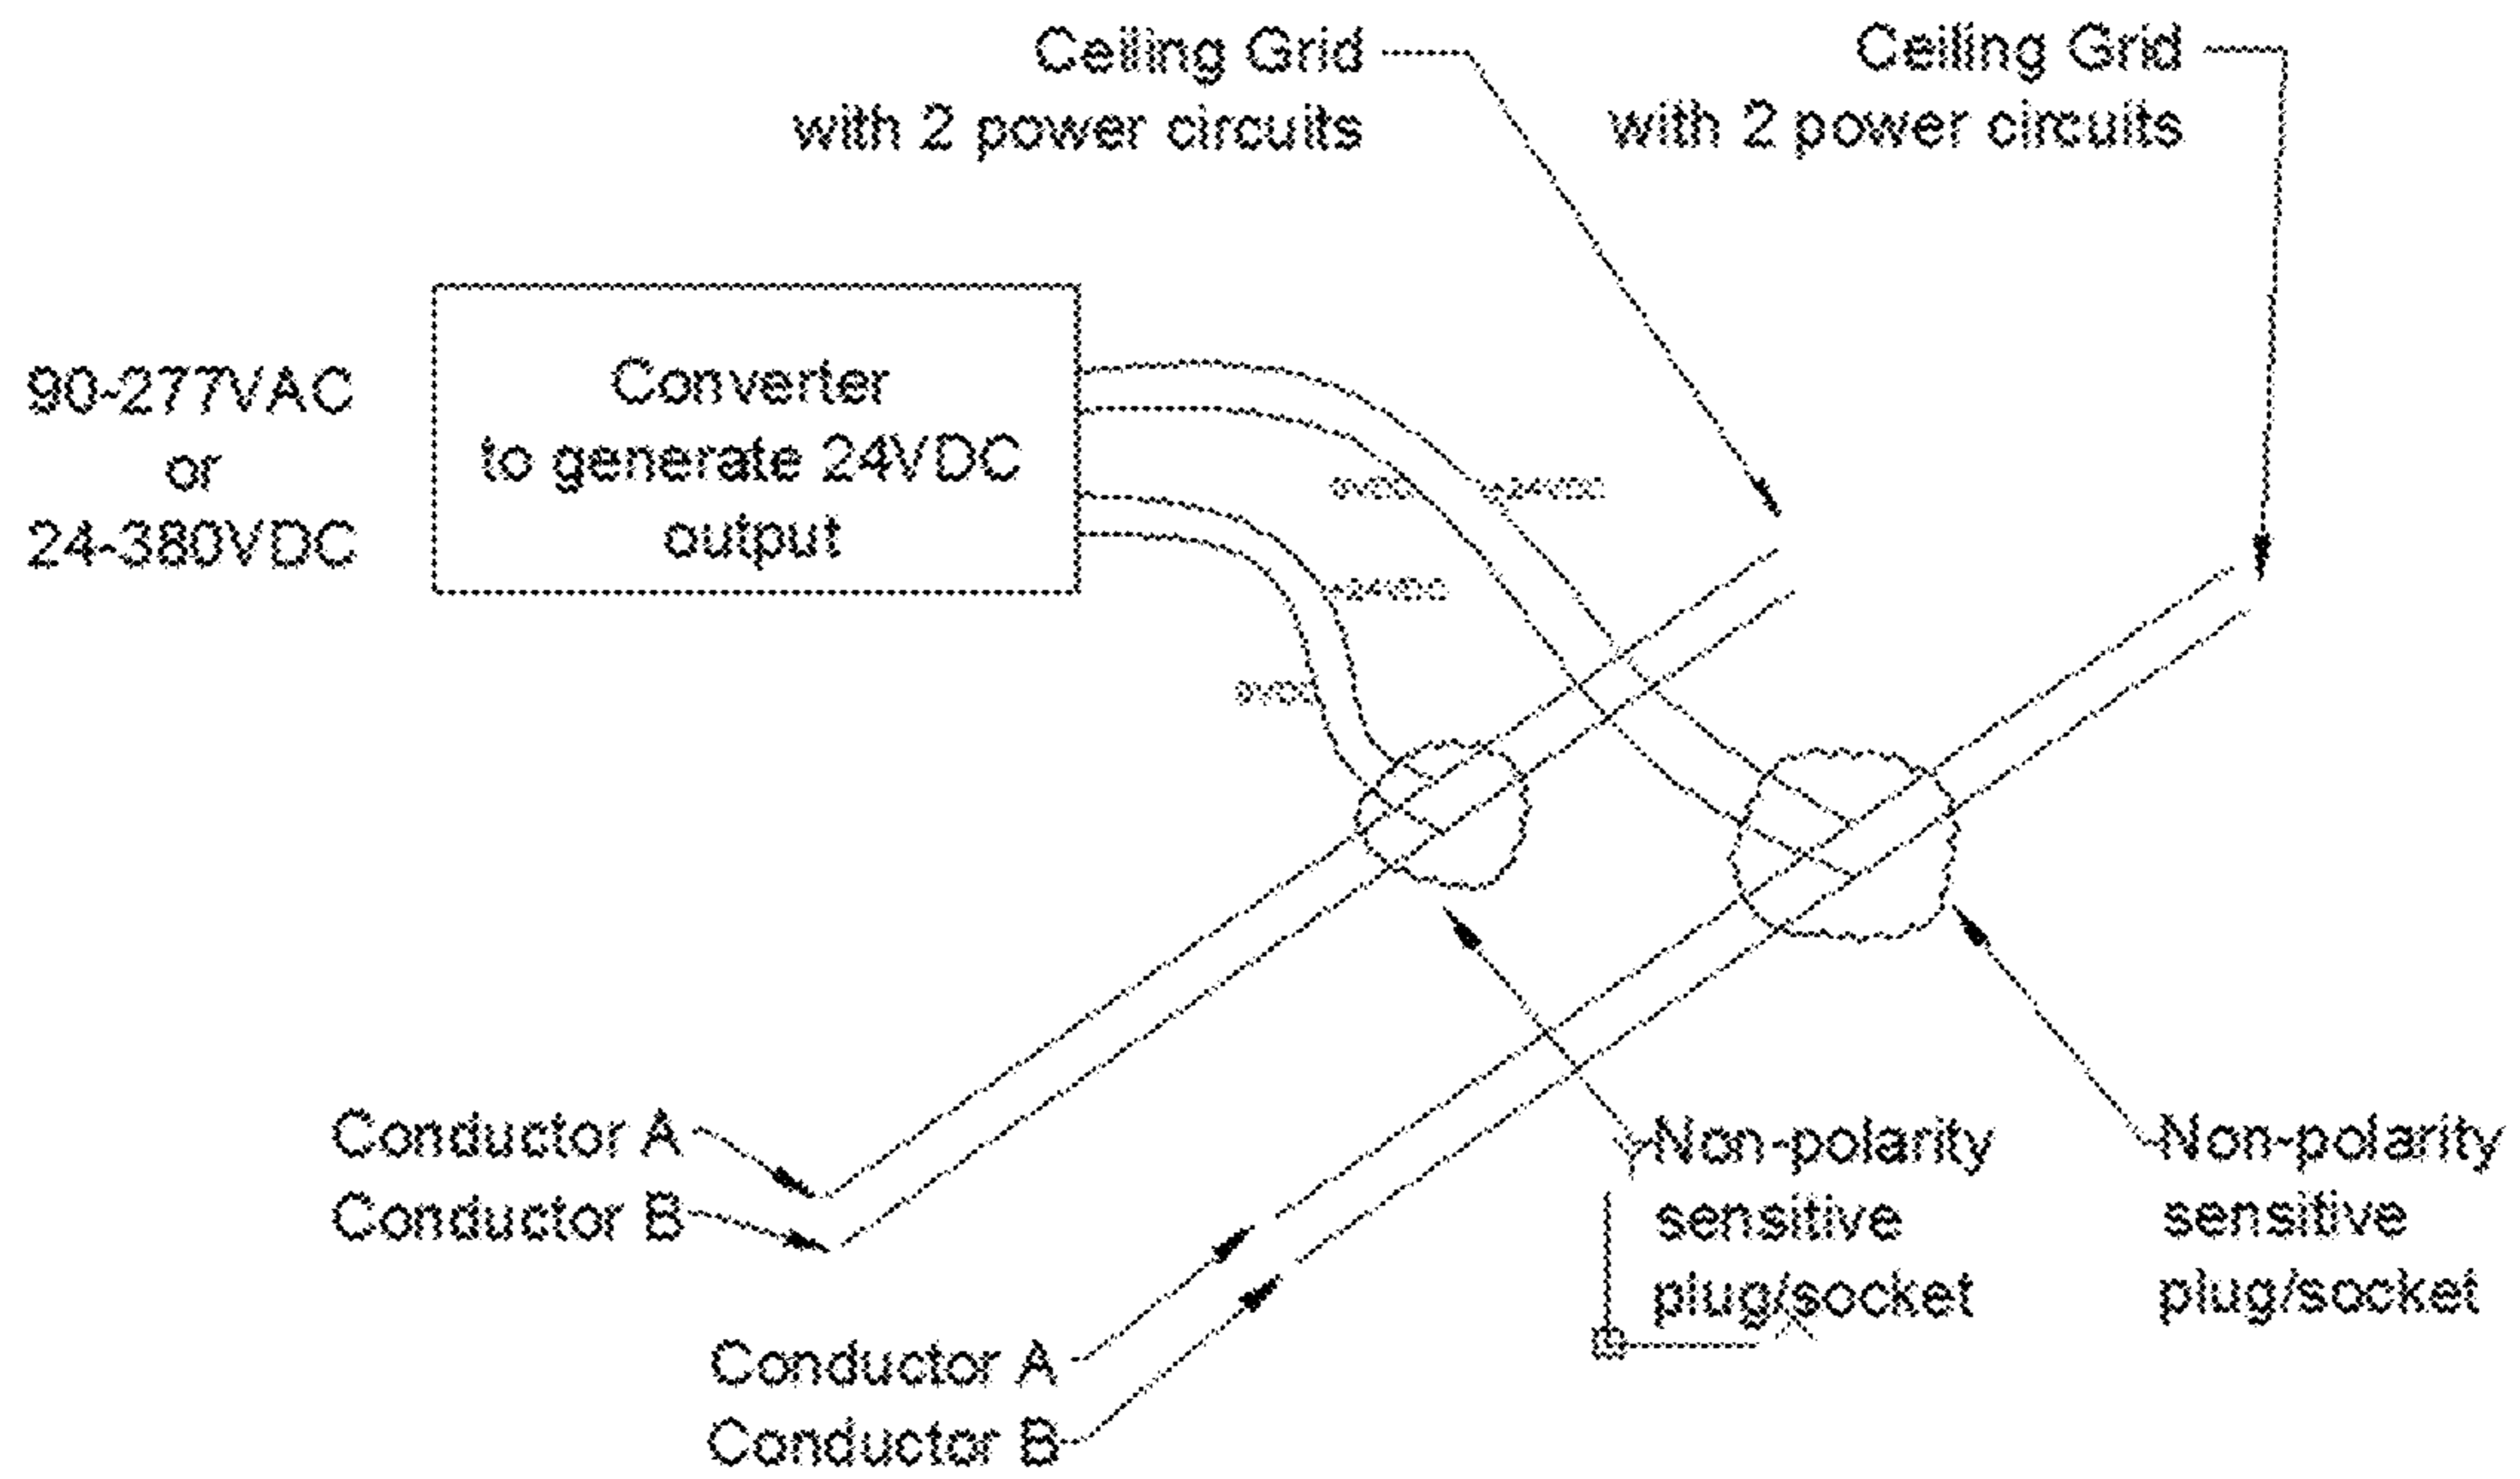 Ceiling Grid
with 2 power circuits
Ceiling Grid
with 2 power circuits
90-277VAC
or
24-380VDC
Converter
to generate 24VDC
output
Conductor A
Conductor B
Conductor A
Conductor B
Non-polarity
sensitive
plug/socket
Non-polarity
sensitive
plug/socket